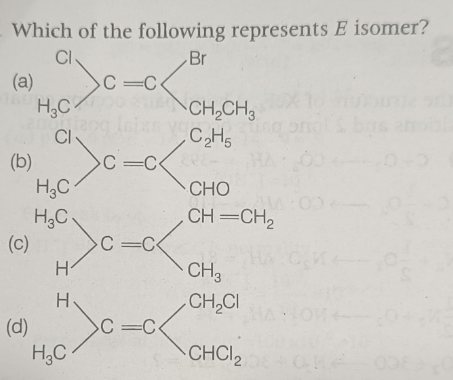 Which of the following represents E isomer?
Cl Br
(a) C=C
H₃C CH₂CH₃
Cl C₂H₅
(b) C=C
H₃C CHO
H₃C CH=CH₂
(c) C=C
H CH₃
H CH₂Cl
(d) C=C
H₃C CHCl₂